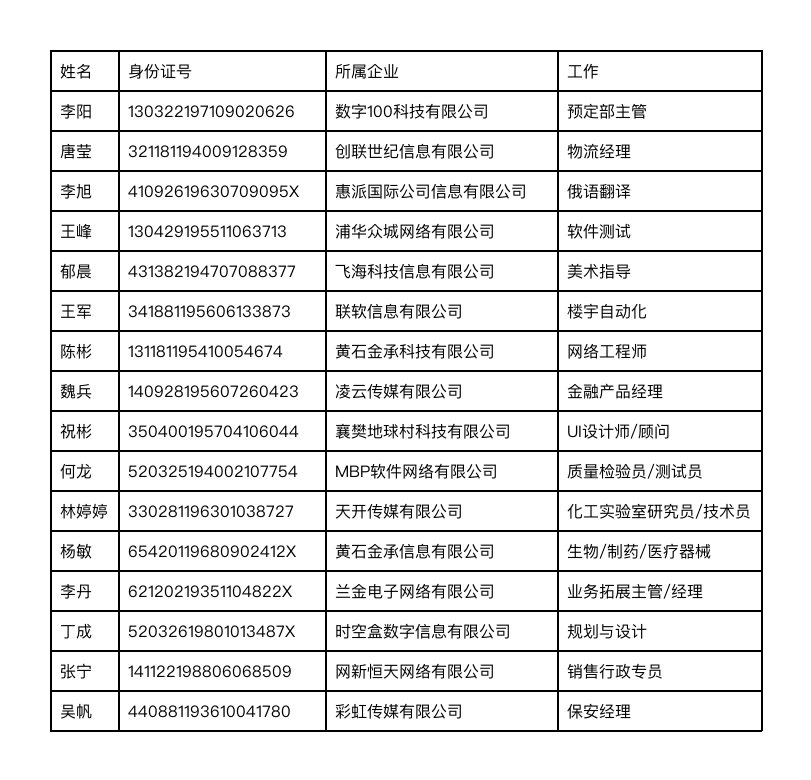 姓名 身份证号 所属企业 工作
李阳 130322197109020626 数字100科技有限公司 预定部主管
唐莹 321181194009128359 创联世纪信息有限公司 物流经理
李旭 41092619630709095X 惠派国际公司信息有限公司 俄语翻译
王峰 130429195511063713 浦华众城网络有限公司 软件测试
郁晨 431382194707088377 飞海科技信息有限公司 美术指导
王军 341881195606133873 联软信息有限公司 楼宇自动化
陈彬 131181195410054674 黄石金承科技有限公司 网络工程师
魏兵 140928195607260423 凌云传媒有限公司 金融产品经理
祝彬 350400195704106044 襄樊地球村科技有限公司 UI设计师/顾问
何龙 520325194002107754 MBP软件网络有限公司 质量检验员/测试员
林婷婷 330281196301038727 天开传媒有限公司 化工实验室研究员/技术员
杨敏 65420119680902412X 黄石金承信息有限公司 生物/制药/医疗器械
李丹 62120219351104822X 兰金电子网络有限公司 业务拓展主管/经理
丁成 52032619801013487X 时空盒数字信息有限公司 规划与设计
张宁 141122198806068509 网新恒天网络有限公司 销售行政专员
吴帆 440881193610041780 彩虹传媒有限公司 保安经理